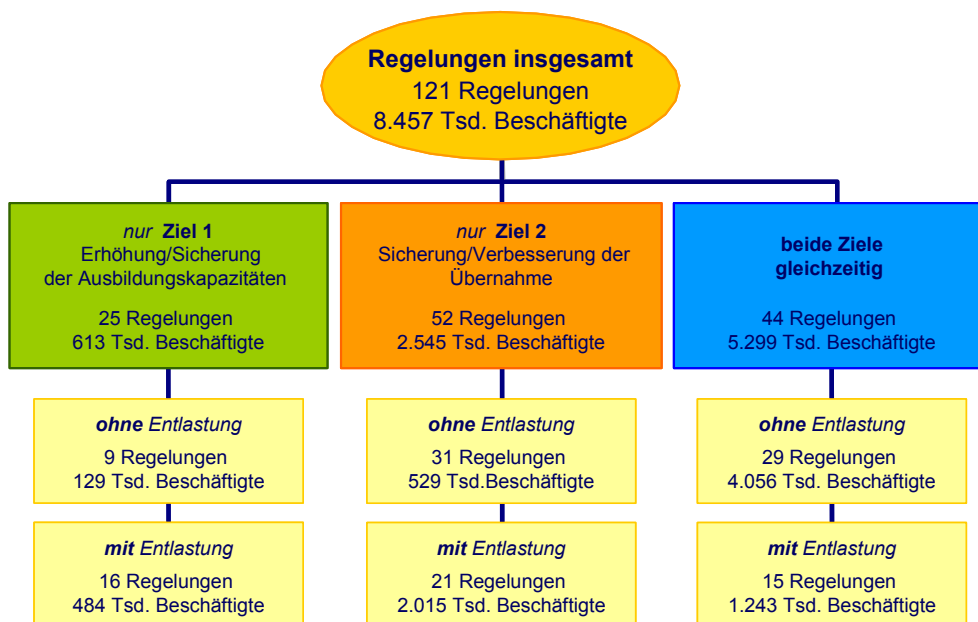 Regelungen insgesamt
121 Regelungen
8.457 Tsd. Beschäftigte
nur Ziel 1
Erhöhung/Sicherung
der Ausbildungskapazitäten
25 Regelungen
613 Tsd. Beschäftigte
nur Ziel 2
Sicherung/Verbesserung der
Übernahme
52 Regelungen
2.545 Tsd. Beschäftigte
beide Ziele
gleichzeitig
44 Regelungen
5.299 Tsd. Beschäftigte
ohne Entlastung
9 Regelungen
129 Tsd. Beschäftigte
ohne Entlastung
31 Regelungen
529 Tsd.Beschäftigte
ohne Entlastung
29 Regelungen
4.056 Tsd. Beschäftigte
mit Entlastung
16 Regelungen
484 Tsd. Beschäftigte
mit Entlastung
21 Regelungen
2.015 Tsd. Beschäftigte
mit Entlastung
15 Regelungen
1.243 Tsd. Beschäftigte